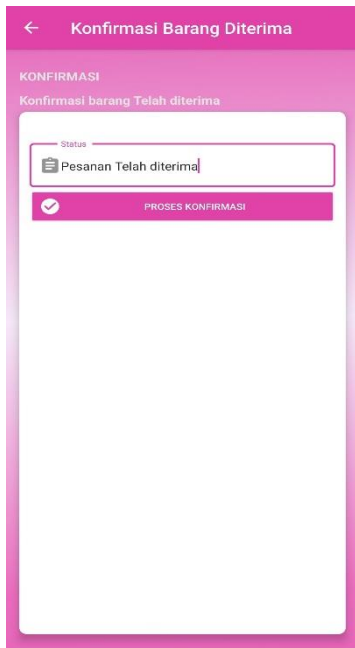 Konfirmasi Barang Diterima
KONFIRMASI
Konfirmasi barang Telah diterima
Status
Pesanan Telah diterima
PROSES KONFIRMASI